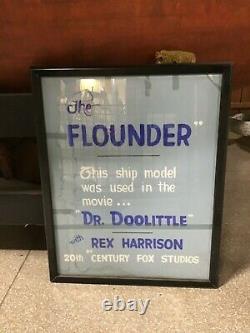 "The
FLOUNDER"
This ship model
was used in the
movie...
"DR. DOOLITTLE"
with REX HARRISON
20th "CENTURY FOX STUDIOS